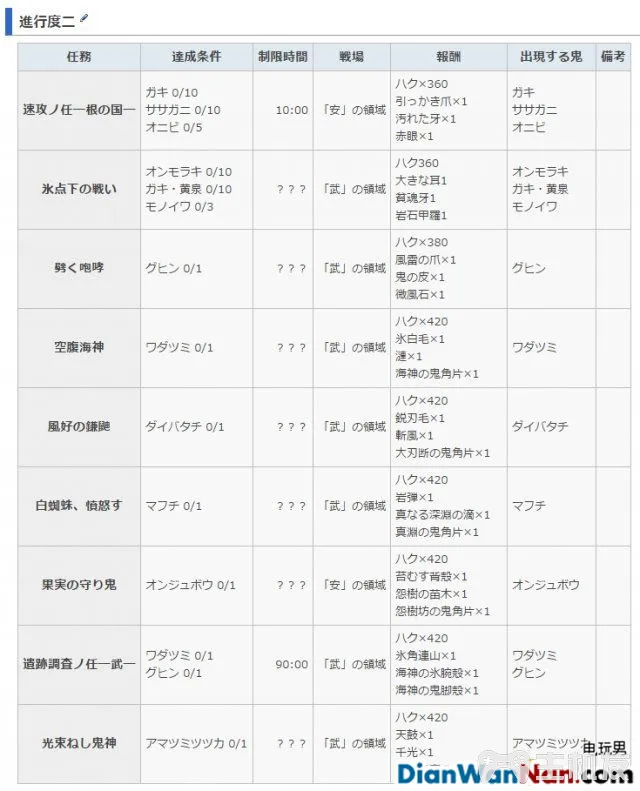 進行度二
任務 達成条件 制限時間 戦場 報酬 出現する鬼 備考
速攻ノ任―根の国―
ガキ 0/10
ササガニ 0/10
オニビ 0/5
10:00
「安」の領域
ハク×360
引っかき爪×1
汚れた牙×1
赤眼×1
ガキ
ササガニ
オニビ
氷点下の戦い
オンモラキ 0/10
ガキ・黄泉 0/10
モノイワ 0/3
???
「武」の領域
ハク360
大きな耳1
貧魂牙1
岩石甲羅1
オンモラキ
ガキ・黄泉
モノイワ
劈く咆哮
グヒン 0/1
???
「武」の領域
ハク×380
風雷の爪×1
鬼の皮×1
微風石×1
グヒン
空腹海神
ワダツミ 0/1
???
「武」の領域
ハク×420
氷白毛×1
漣×1
海神の鬼角片×1
ワダツミ
風好の鎌鼬
ダイバタチ 0/1
???
「武」の領域
ハク×420
鋭刃毛×1
斬風×1
大刃断の鬼角片×1
ダイバタチ
白蜘蛛、憤怒す
マフチ 0/1
???
「武」の領域
ハク×420
岩弾×1
真なる深淵の滴×1
真淵の鬼角片×1
マフチ
果実の守り鬼
オンジュボウ 0/1
???
「安」の領域
ハク×420
苔むす背殻×1
怨樹の苗木×1
怨樹坊の鬼角片×1
オンジュボウ
遺跡調査ノ任―武―
ワダツミ 0/1
グヒン 0/1
90:00
「武」の領域
ハク×420
氷角連山×1
海神の氷腕殻×1
海神の鬼脚殻×1
ワダツミ
グヒン
光束ねし鬼神
アマツミツツカ 0/1
???
「武」の領域
ハク×420
天鼓×1
千光×1
アマツミツツカ
电玩男
DianWanNan.com